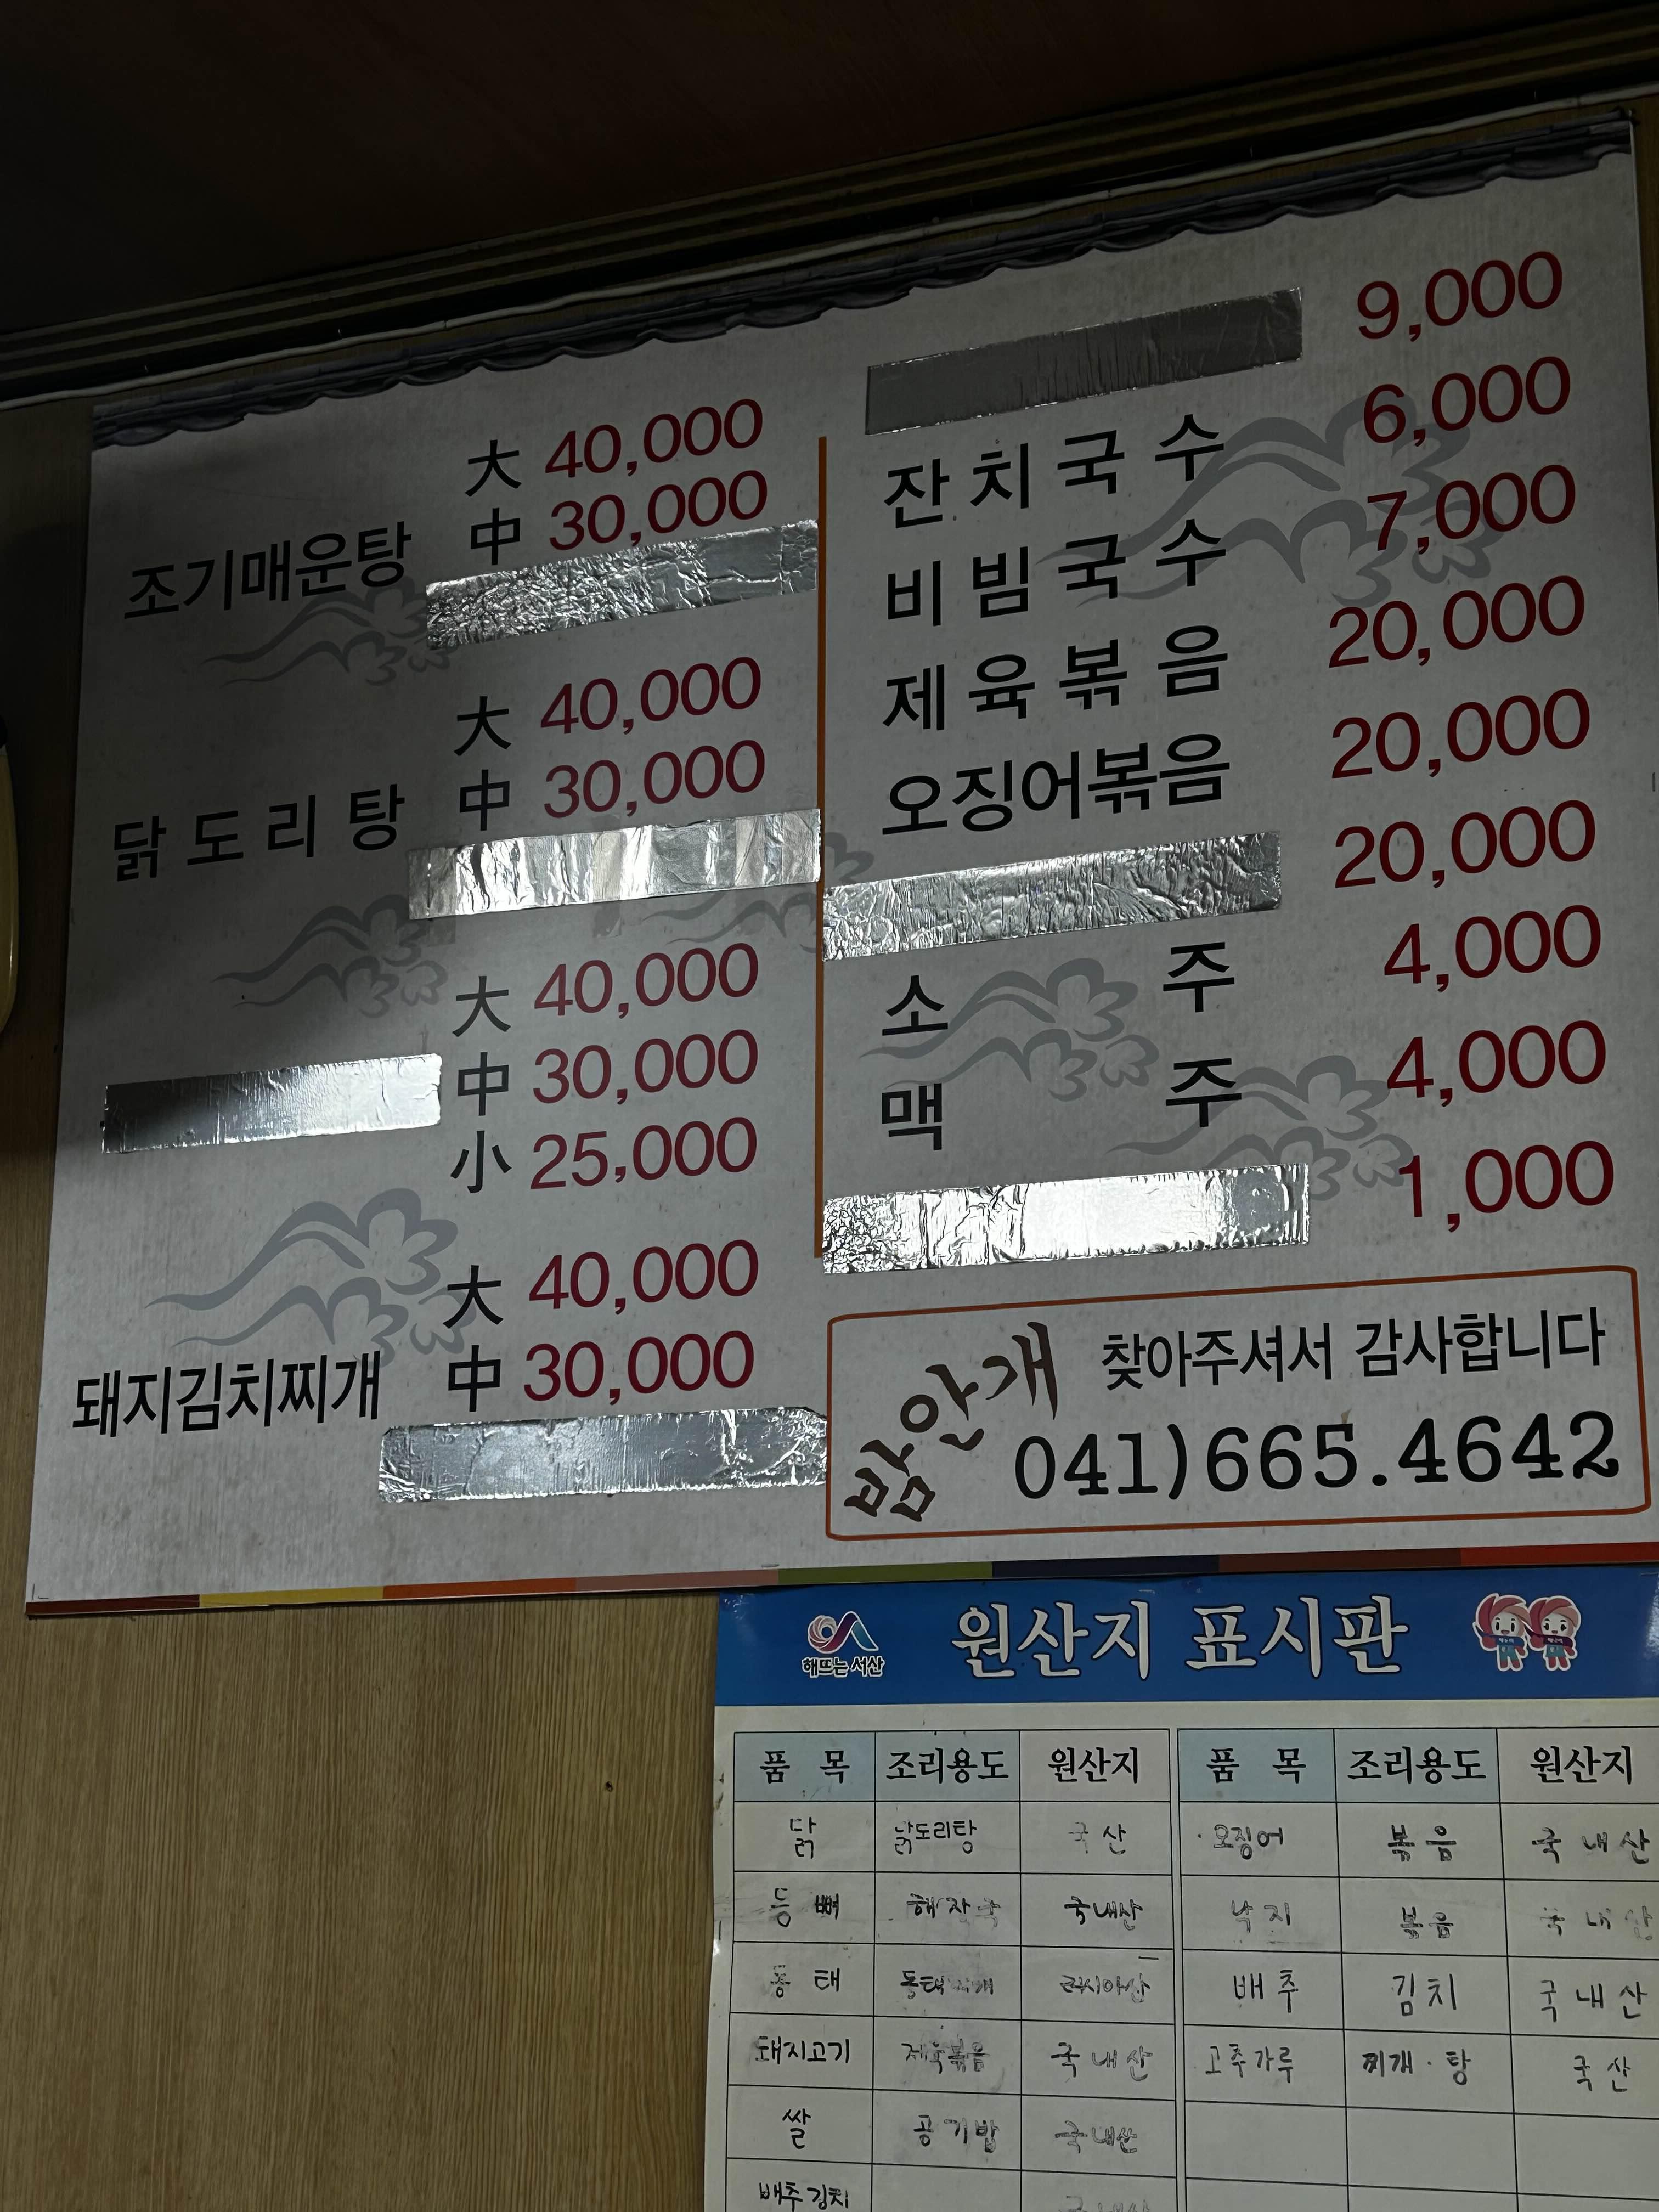 조기매운탕
大 40,000
中 30,000
닭도리탕
大 40,000
中 30,000
大 40,000
中 30,000
小 25,000
돼지김치찌개
大 40,000
中 30,000
9,000
잔치국수 6,000
비빔국수 7,000
제육볶음 20,000
오징어볶음 20,000
20,000
소주 4,000
맥주 4,000
1,000
밤안개 찾아주셔서 감사합니다
041)665.4642
해뜨는 서산
원산지 표시판
품목 조리용도 원산지 품목 조리용도 원산지
닭 닭도리탕 국산 오징어 볶음 국내산
등뼈 해장국 국내산 낙지 볶음 국내산
동태 동태찌개 러시아산 배추 김치 국내산
돼지고기 제육볶음 국내산 고추가루 찌개·탕 국산
쌀 공기밥 국내산
배추김치 국내산